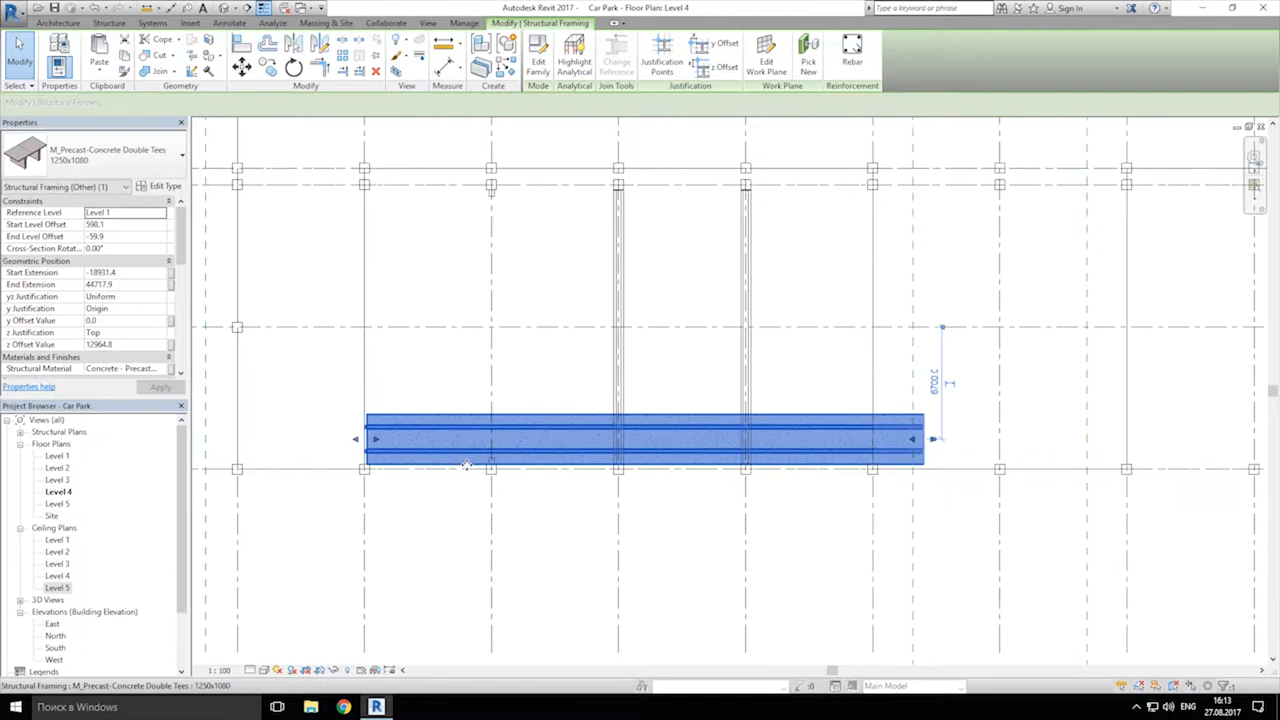 Autodesk Revit 2017 - Car Park - Floor Plan: Level 4
Type a keyword or phrase
Sign In
Architecture Structure Systems Insert Annotate Analyze Massing & Site Collaborate View Manage Modify | Structural Framing
Modify
Paste
Cope
Cut
Join
Edit Family
Highlight Analytical
Change Reference
Justification Points
y Offset
z Offset
Edit Work Plane
Pick New
Rebar
Select Properties Clipboard Geometry Modify View Measure Create Mode Analytical Join Tools Justification Work Plane Reinforcement
Modify | Structural Framing
Properties
M_Precast-Concrete Double Tees
1250x1080
Structural Framing (Other) (1)
Edit Type
Constraints
Reference Level Level 1
Start Level Offset 598.1
End Level Offset -59.9
Cross-Section Rotat... 0.00°
Geometric Position
Start Extension -18931.4
End Extension 44717.9
yz Justification Uniform
y Justification Origin
y Offset Value 0.0
z Justification Top
z Offset Value 12964.8
Materials and Finishes
Structural Material Concrete - Precast...
Properties help
Apply
Project Browser - Car Park
Views (all)
Structural Plans
Floor Plans
Level 1
Level 2
Level 3
Level 4
Level 5
Site
Ceiling Plans
Level 1
Level 2
Level 3
Level 4
Level 5
3D Views
Elevations (Building Elevation)
East
North
South
West
Legends
6700.0
1 : 100
Structural Framing : M_Precast-Concrete Double Tees : 1250x1080
:0
Main Model
:1
Поиск в Windows
ENG
16:13
27.08.2017